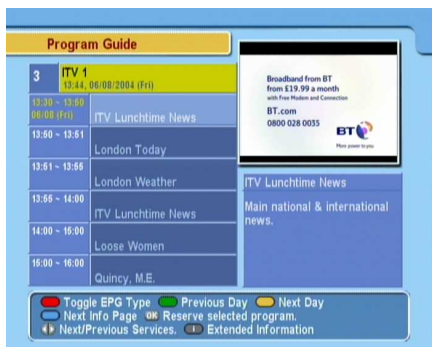 Program Guide
3 ITV 1
13:44, 06/08/2004 (Fri)
13:30 ~ 13:50
06/08 (Fri)
ITV Lunchtime News
13:50 ~ 13:51
London Today
13:51 ~ 13:55
London Weather
13:55 ~ 14:00
ITV Lunchtime News
14:00 ~ 15:00
Loose Women
15:00 ~ 16:00
Quincy, M.E.
Broadband from BT
from £19.99 a month
with Free Modem and Connection
BT.com
0800 028 0035
BT
More power to you
ITV Lunchtime News
Main national & international
news.
Toggle EPG Type Previous Day Next Day
Next Info Page OK Reserve selected program.
Next/Previous Services. i Extended Information